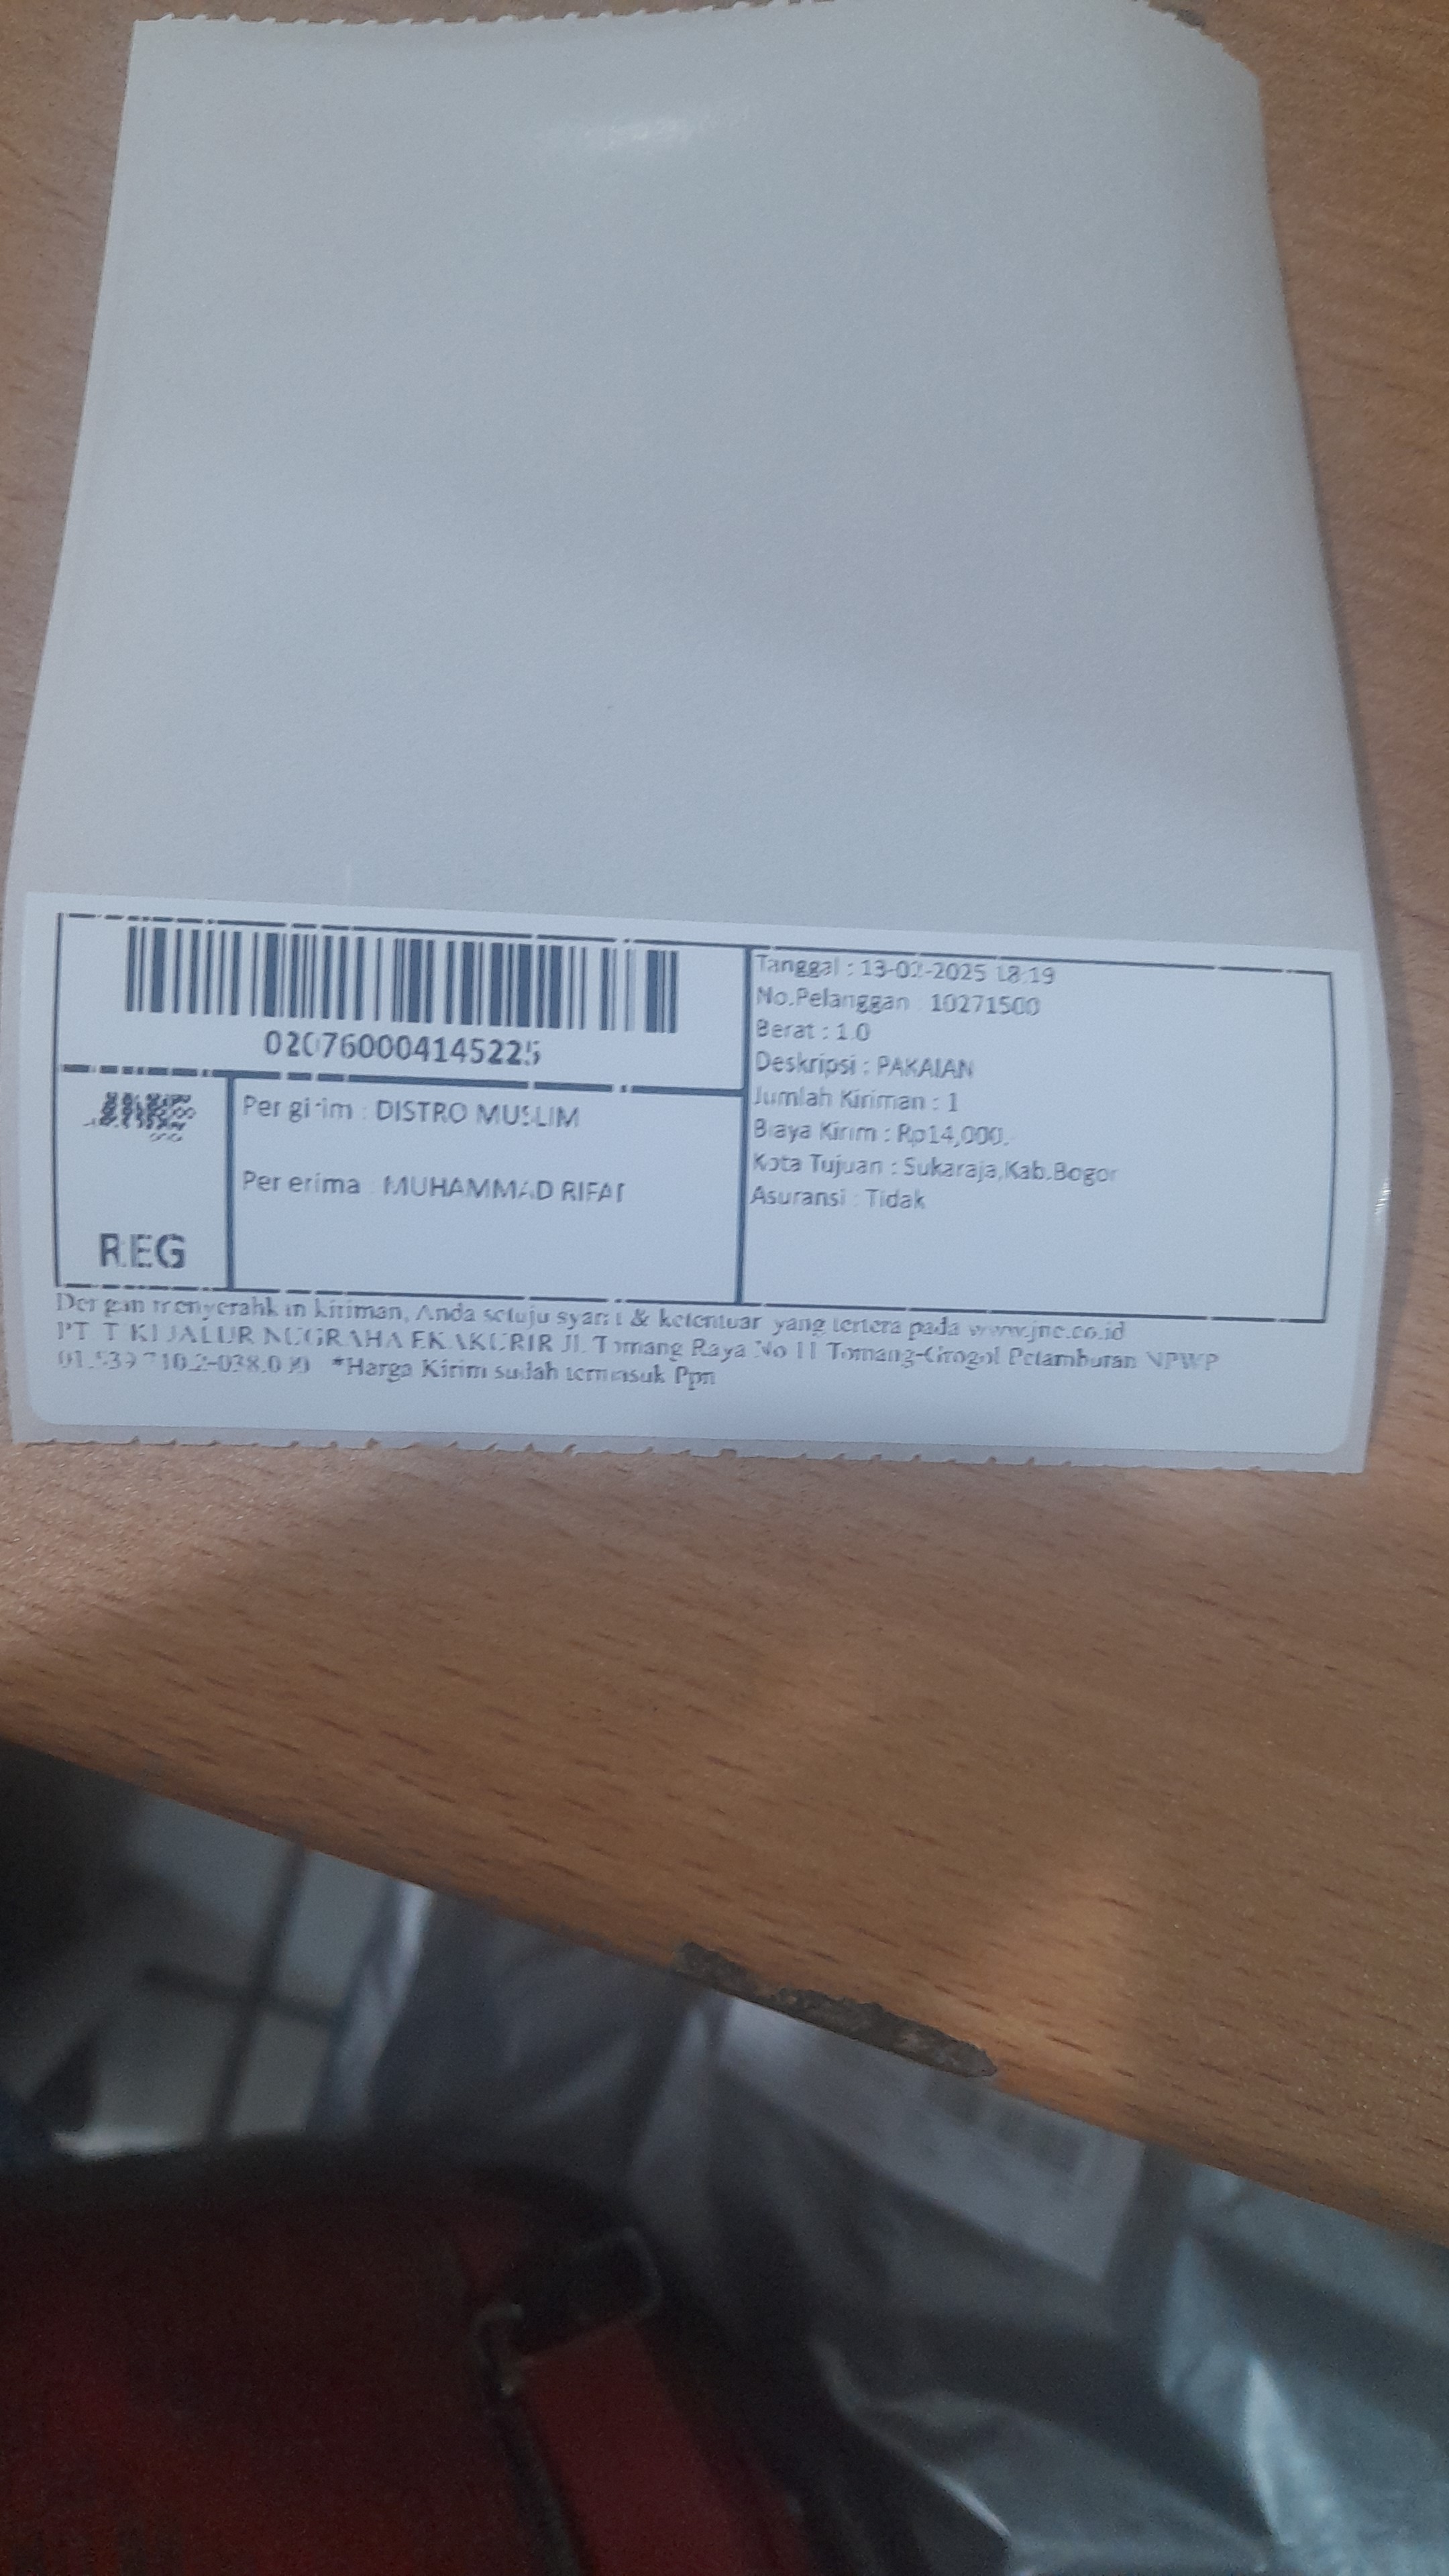 020760004145225
REG
Pengirim : DISTRO MUSLIM
Penerima : MUHAMMAD RIFAI
Tanggal : 13-02-2025 18:19
No.Pelanggan : 10271500
Berat : 1.0
Deskripsi : PAKAIAN
Jumlah Kiriman : 1
Biaya Kirim : Rp14,000,-
Kota Tujuan : Sukaraja,Kab.Bogor
Asuransi : Tidak
Dengan menyerahkan kiriman, Anda setuju syarat & ketentuan yang tertera pada www.jne.co.id
PT. TIKI JALUR NUGRAHA EKAKURIR Jl. Tomang Raya No 11 Tomang-Grogol Petamburan NPWP
*Harga Kirim sudah termasuk Ppn